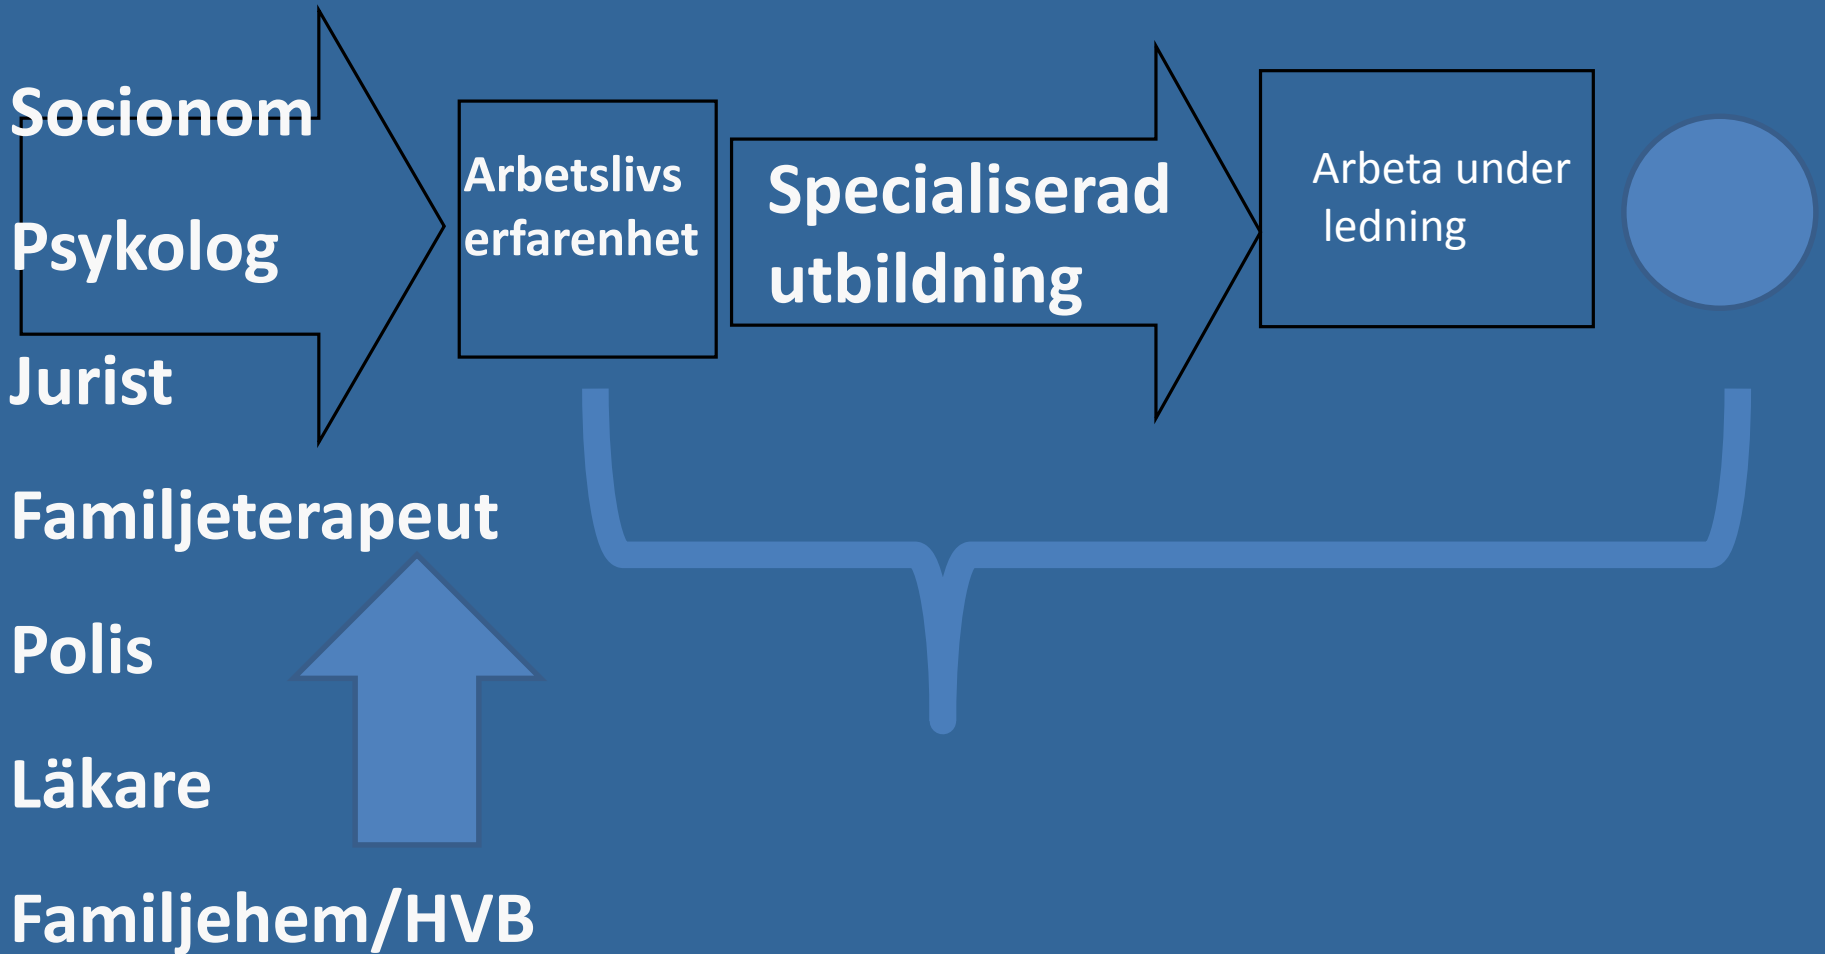 Socionom
Psykolog
Jurist
Familjeterapeut
Polis
Läkare
Familjehem/HVB
Arbetslivs
erfarenhet
Specialiserad
utbildning
Arbeta under
ledning